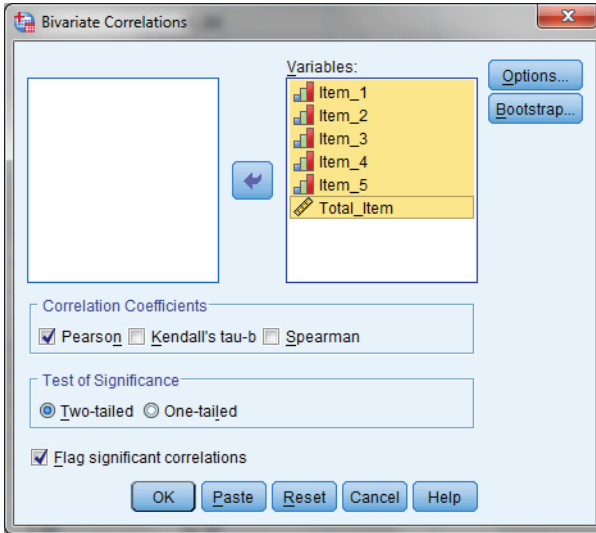 Bivariate Correlations
Variables:
Item_1
Item_2
Item_3
Item_4
Item_5
Total_Item
Options...
Bootstrap...
Correlation Coefficients
Pearson Kendall's tau-b Spearman
Test of Significance
Two-tailed One-tailed
Flag significant correlations
OK Paste Reset Cancel Help